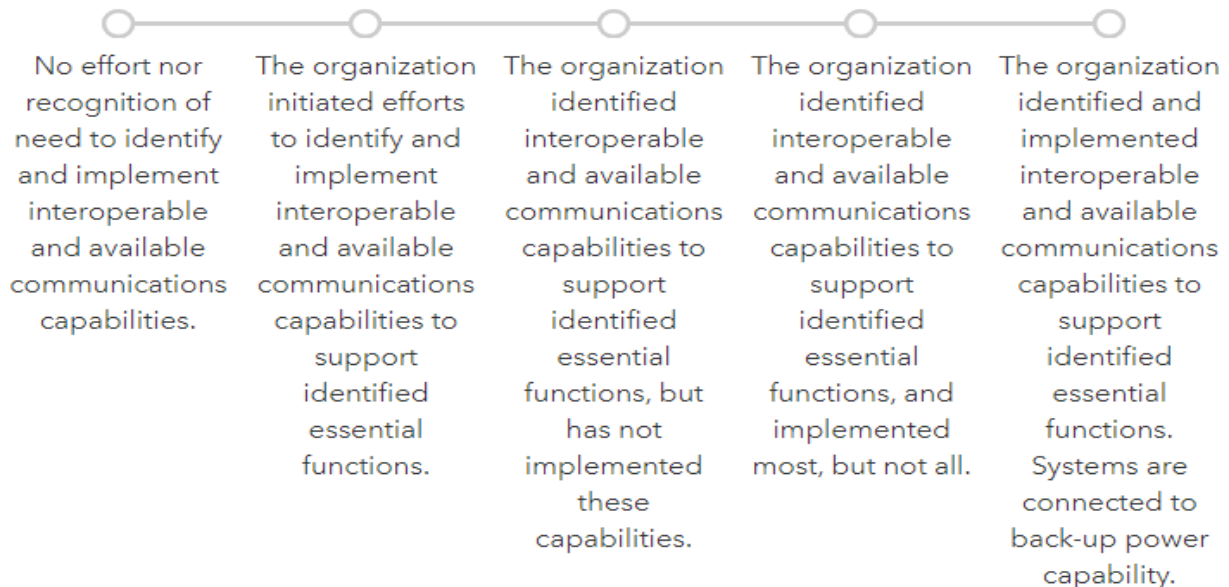 No effort nor
recognition of
need to identify
and implement
interoperable
and available
communications
capabilities.
The organization
initiated efforts
to identify and
implement
interoperable
and available
communications
capabilities to
support
identified
essential
functions.
The organization
identified
interoperable
and available
communications
capabilities to
support
identified
essential
functions, but
has not
implemented
these
capabilities.
The organization
identified
interoperable
and available
communications
capabilities to
support
identified
essential
functions, and
implemented
most, but not all.
The organization
identified and
implemented
interoperable
and available
communications
capabilities to
support
identified
essential
functions.
Systems are
connected to
back-up power
capability.